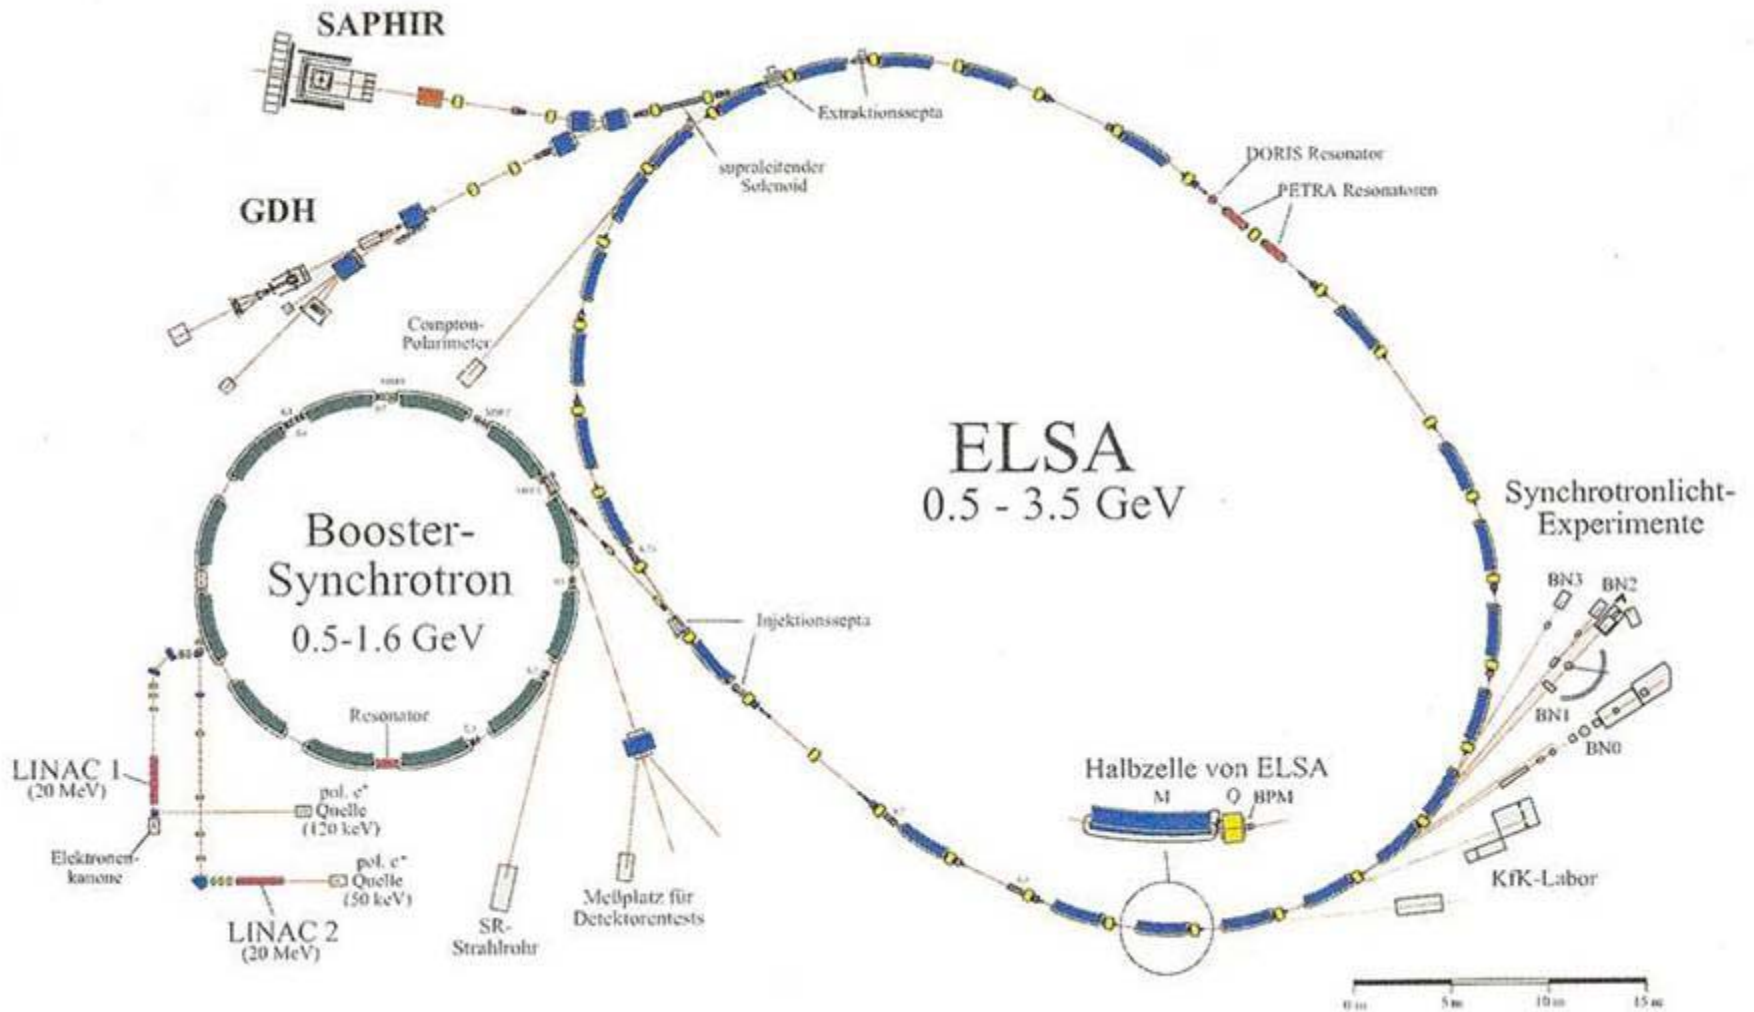 SAPHIR
Extraktionssepta
supraleitender
Solenoid
DORIS Resonator
PETRA Resonatoren
GDH
Compton-
Polarimeter
ELSA
0.5 - 3.5 GeV
Synchrotronlicht-
Experimente
BN3
BN2
BN1
BN0
Booster-
Synchrotron
0.5-1.6 GeV
Injektionssepta
Resonator
LINAC 1
(20 MeV)
pol. e⁻
Quelle
(120 keV)
Elektronen-
kanone
pol. e⁻
Quelle
(50 keV)
LINAC 2
(20 MeV)
SR-
Strahlrohr
Meßplatz für
Detektorentests
Halbzelle von ELSA
M
Q
BPM
KfK-Labor
0 m
5 m
10 m
15 m